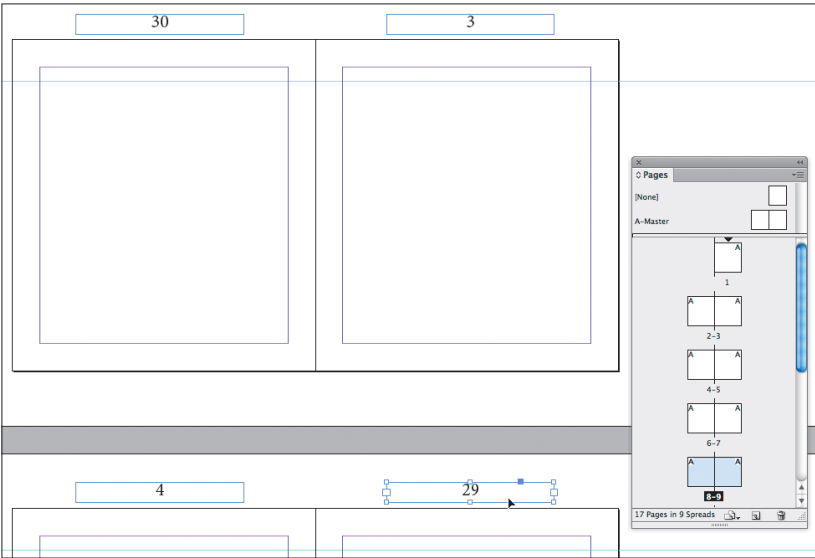 30
3
Pages
[None]
A-Master
A
1
A A
2-3
A A
4-5
A A
6-7
A A
8-9
17 Pages in 9 Spreads
4
29